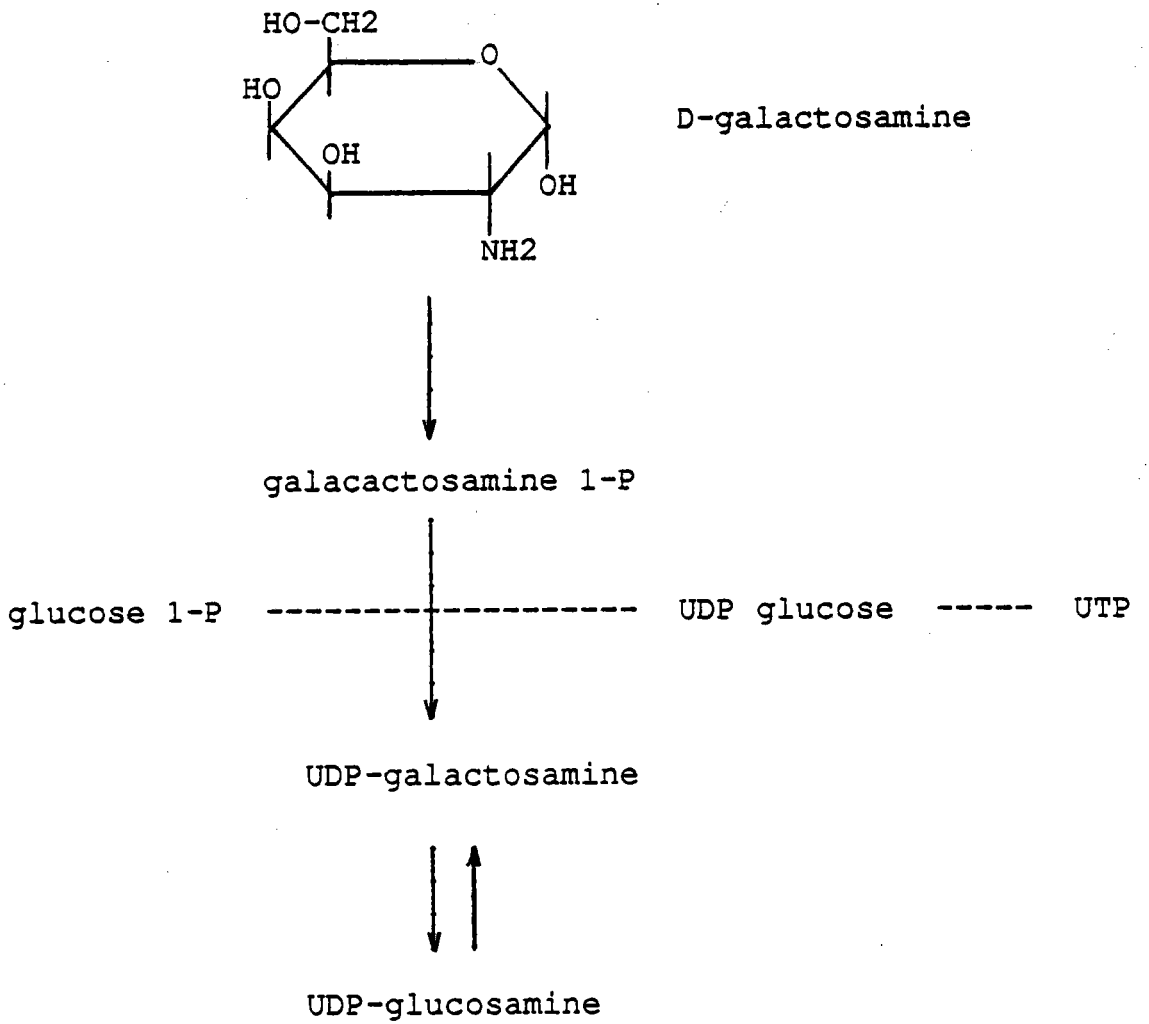 HO-CH2
O
HO
D-galactosamine
OH
OH
NH2
galacactosamine 1-P
glucose 1-P ---------------- UDP glucose ----- UTP
UDP-galactosamine
UDP-glucosamine